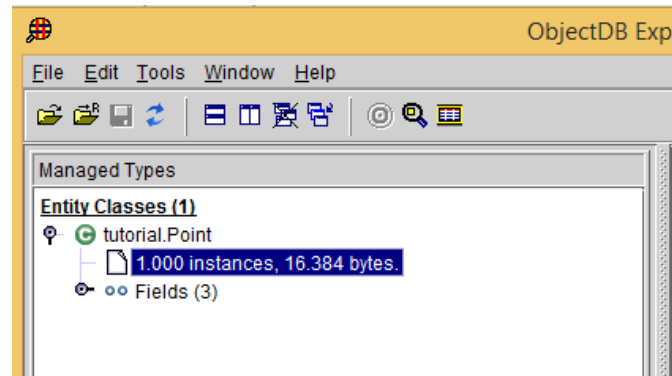 ObjectDB Exp
File Edit Tools Window Help
Managed Types
Entity Classes (1)
tutorial.Point
1.000 instances, 16.384 bytes.
Fields (3)